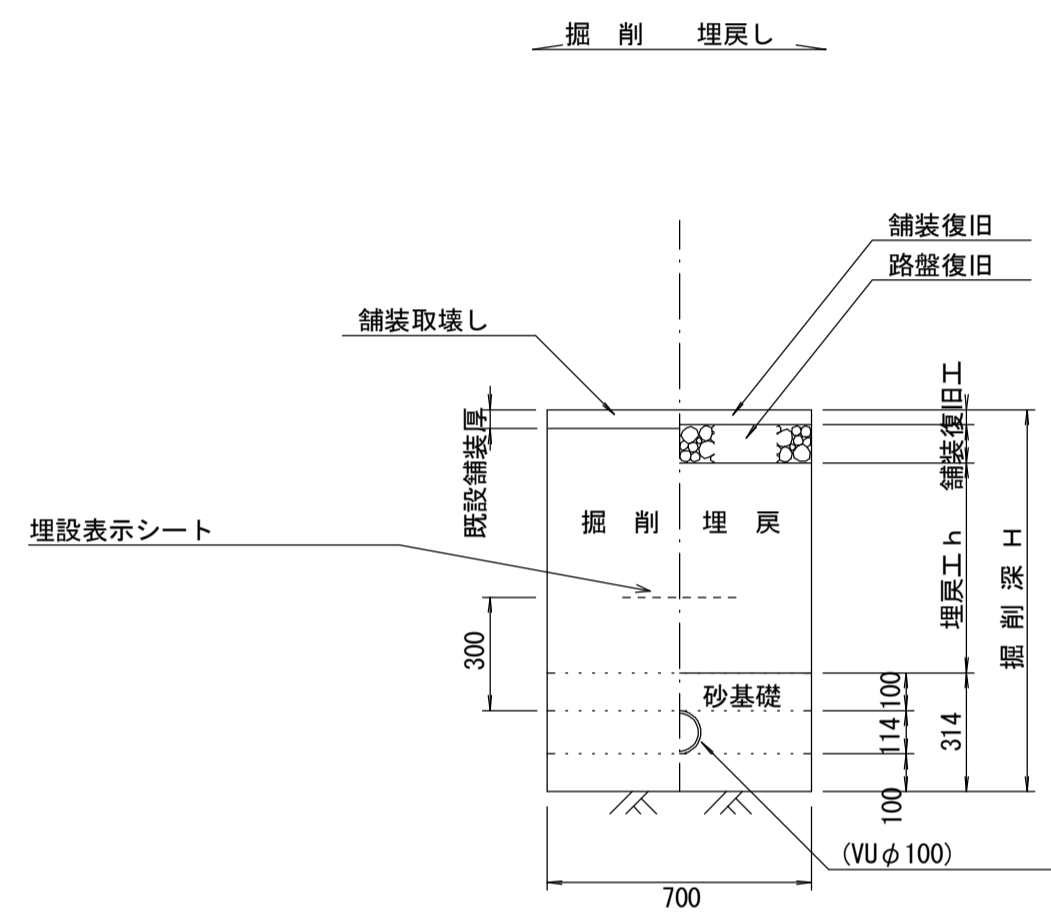 掘 削 埋戻し
舗装復旧
路盤復旧
舗装取壊し
既設舗装厚
舗装復旧工
埋設表示シート
掘 削
埋 戻
埋戻工 h
掘 削 深 H
300
砂基礎
100
114
100
314
(VUφ100)
700